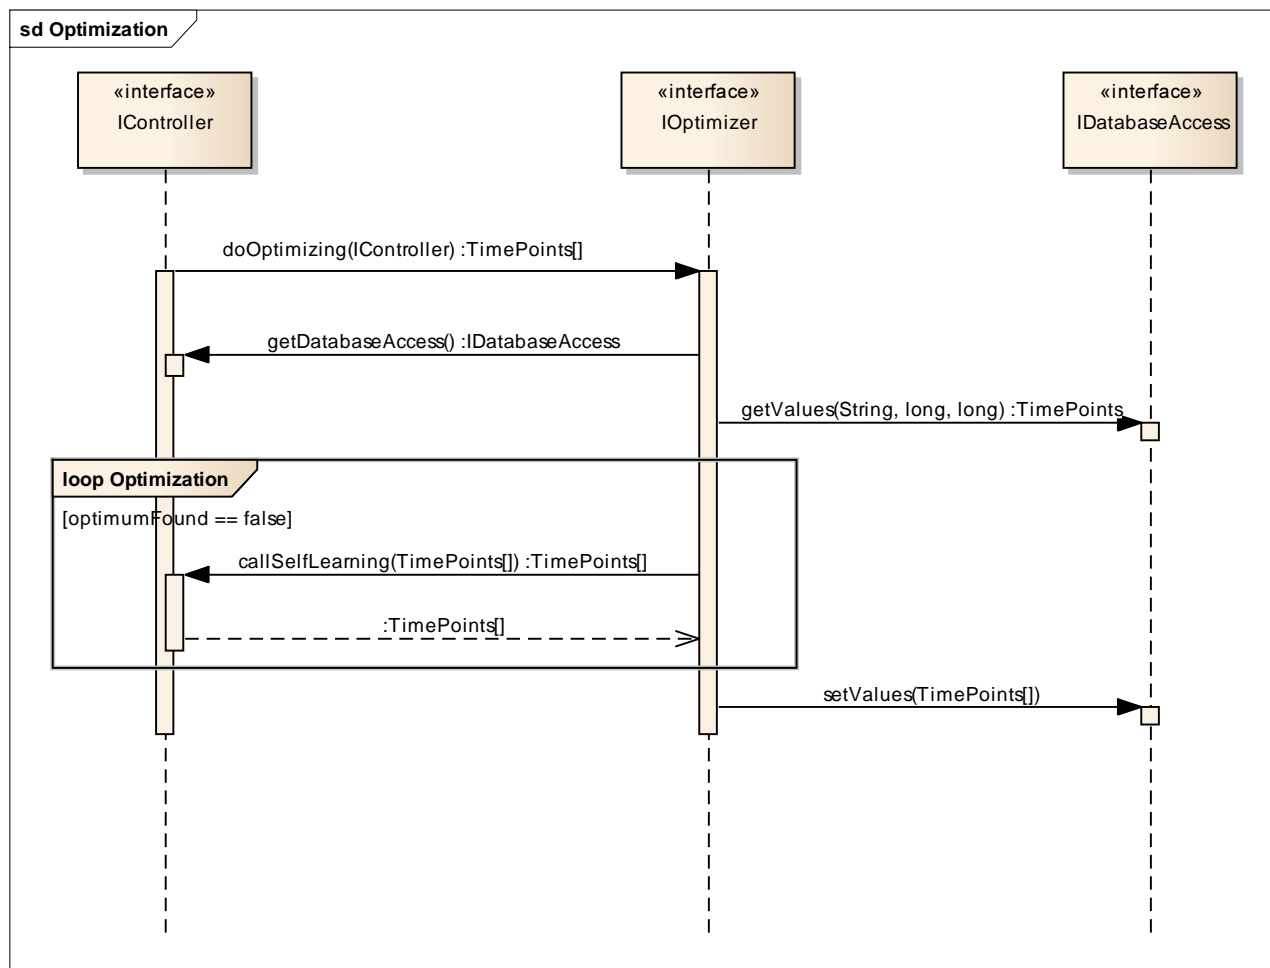 sd Optimization
«interface»
IController
«interface»
IOptimizer
«interface»
IDatabaseAccess
doOptimizing(IController) :TimePoints[]
getDatabaseAccess() :IDatabaseAccess
getValues(String, long, long) :TimePoints
loop Optimization
[optimumFound == false]
callSelfLearning(TimePoints[]) :TimePoints[]
:TimePoints[]
setValues(TimePoints[])